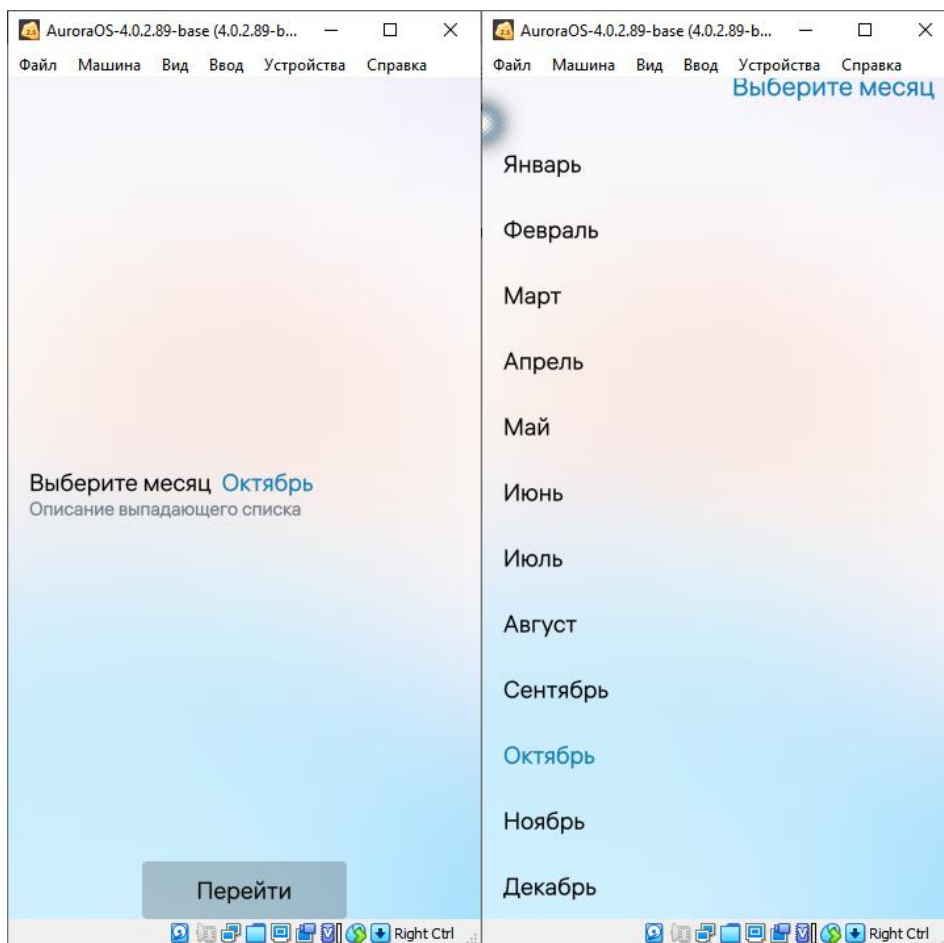 AuroraOS-4.0.2.89-base (4.0.2.89-b...
Файл Машина Вид Ввод Устройства Справка
Выберите месяц Октябрь
Описание выпадающего списка
Перейти
Right Ctrl
AuroraOS-4.0.2.89-base (4.0.2.89-b...
Файл Машина Вид Ввод Устройства Справка
Выберите месяц
Январь
Февраль
Март
Апрель
Май
Июнь
Июль
Август
Сентябрь
Октябрь
Ноябрь
Декабрь
Right Ctrl